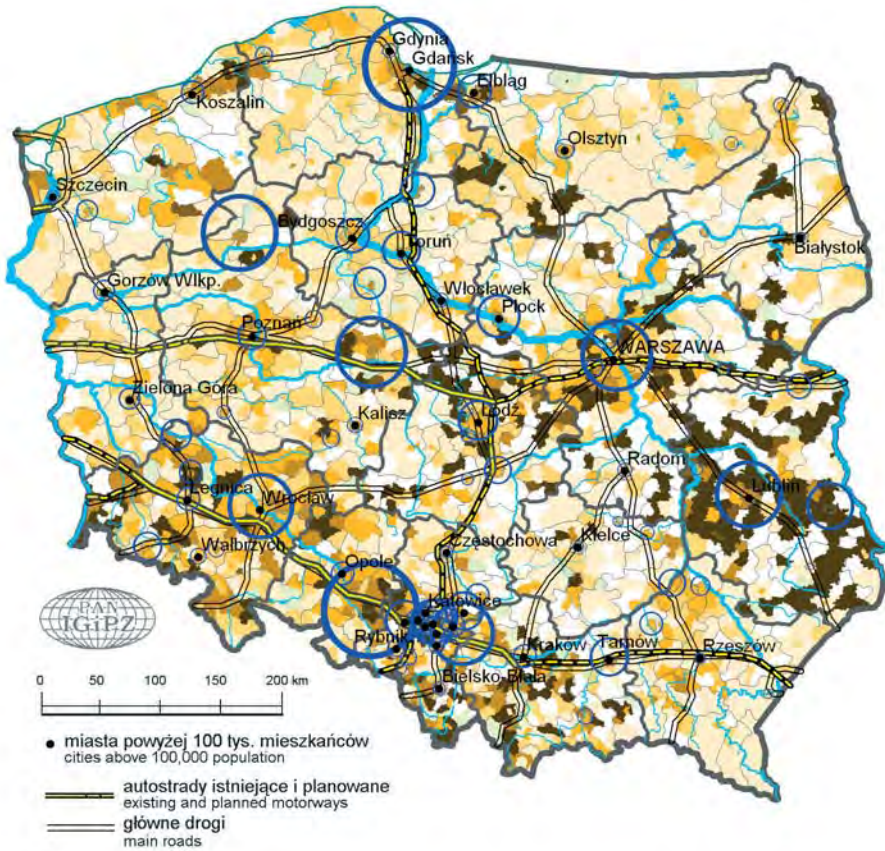 Gdynia
Gdańsk
Elbląg
Koszalin
Olsztyn
Szczecin
Bydgoszcz
Toruń
Białystok
Gorzów Wlkp.
Włocławek
Płock
Poznań
WARSZAWA
Zielona Góra
Kalisz
Łódź
Radom
Legnica
Wrocław
Lublin
Wałbrzych
Częstochowa
Kielce
Opole
PAN
IGiPZ
Katowice
Rybnik
Kraków
Tarnów
Rzeszów
Bielsko-Biała
0 50 100 150 200 km
miasta powyżej 100 tys. mieszkańców
cities above 100,000 population
autostrady istniejące i planowane
existing and planned motorways
główne drogi
main roads